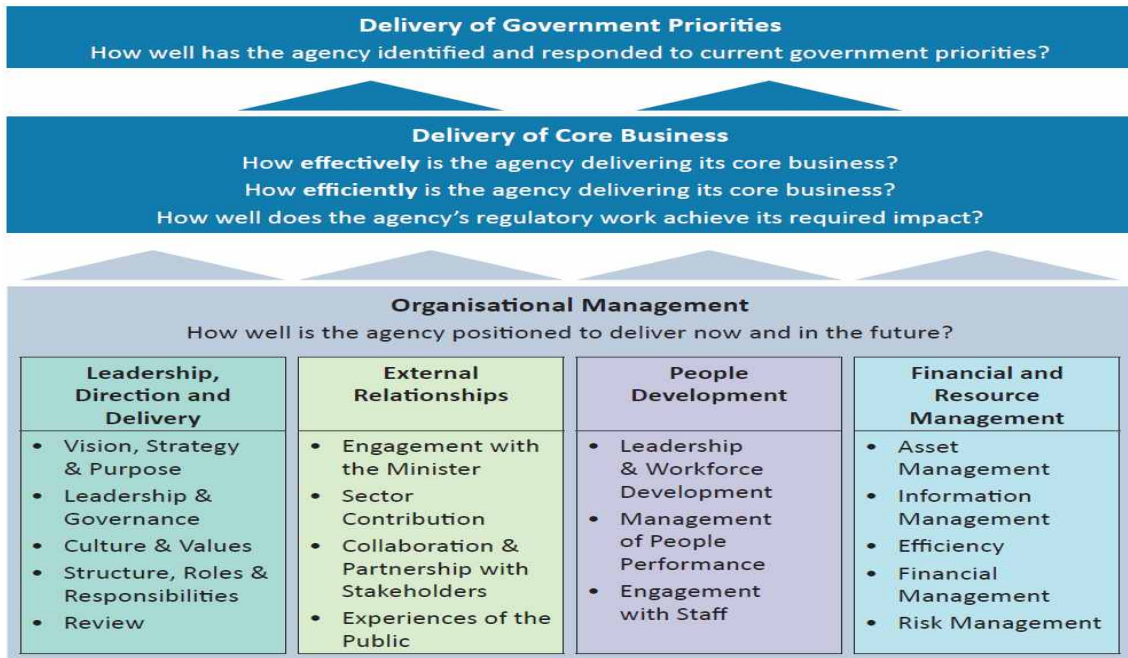 Delivery of Government Priorities
How well has the agency identified and responded to current government priorities?
Delivery of Core Business
How effectively is the agency delivering its core business?
How efficiently is the agency delivering its core business?
How well does the agency's regulatory work achieve its required impact?
Organisational Management
How well is the agency positioned to deliver now and in the future?
Leadership,
Direction and
Delivery
• Vision, Strategy
& Purpose
• Leadership &
Governance
• Culture & Values
• Structure, Roles &
Responsibilities
• Review
External
Relationships
• Engagement with
the Minister
• Sector
Contribution
• Collaboration &
Partnership with
Stakeholders
• Experiences of the
Public
People
Development
• Leadership
& Workforce
Development
• Management
of People
Performance
• Engagement
with Staff
Financial and
Resource
Management
• Asset
Management
• Information
Management
• Efficiency
• Financial
Management
• Risk Management